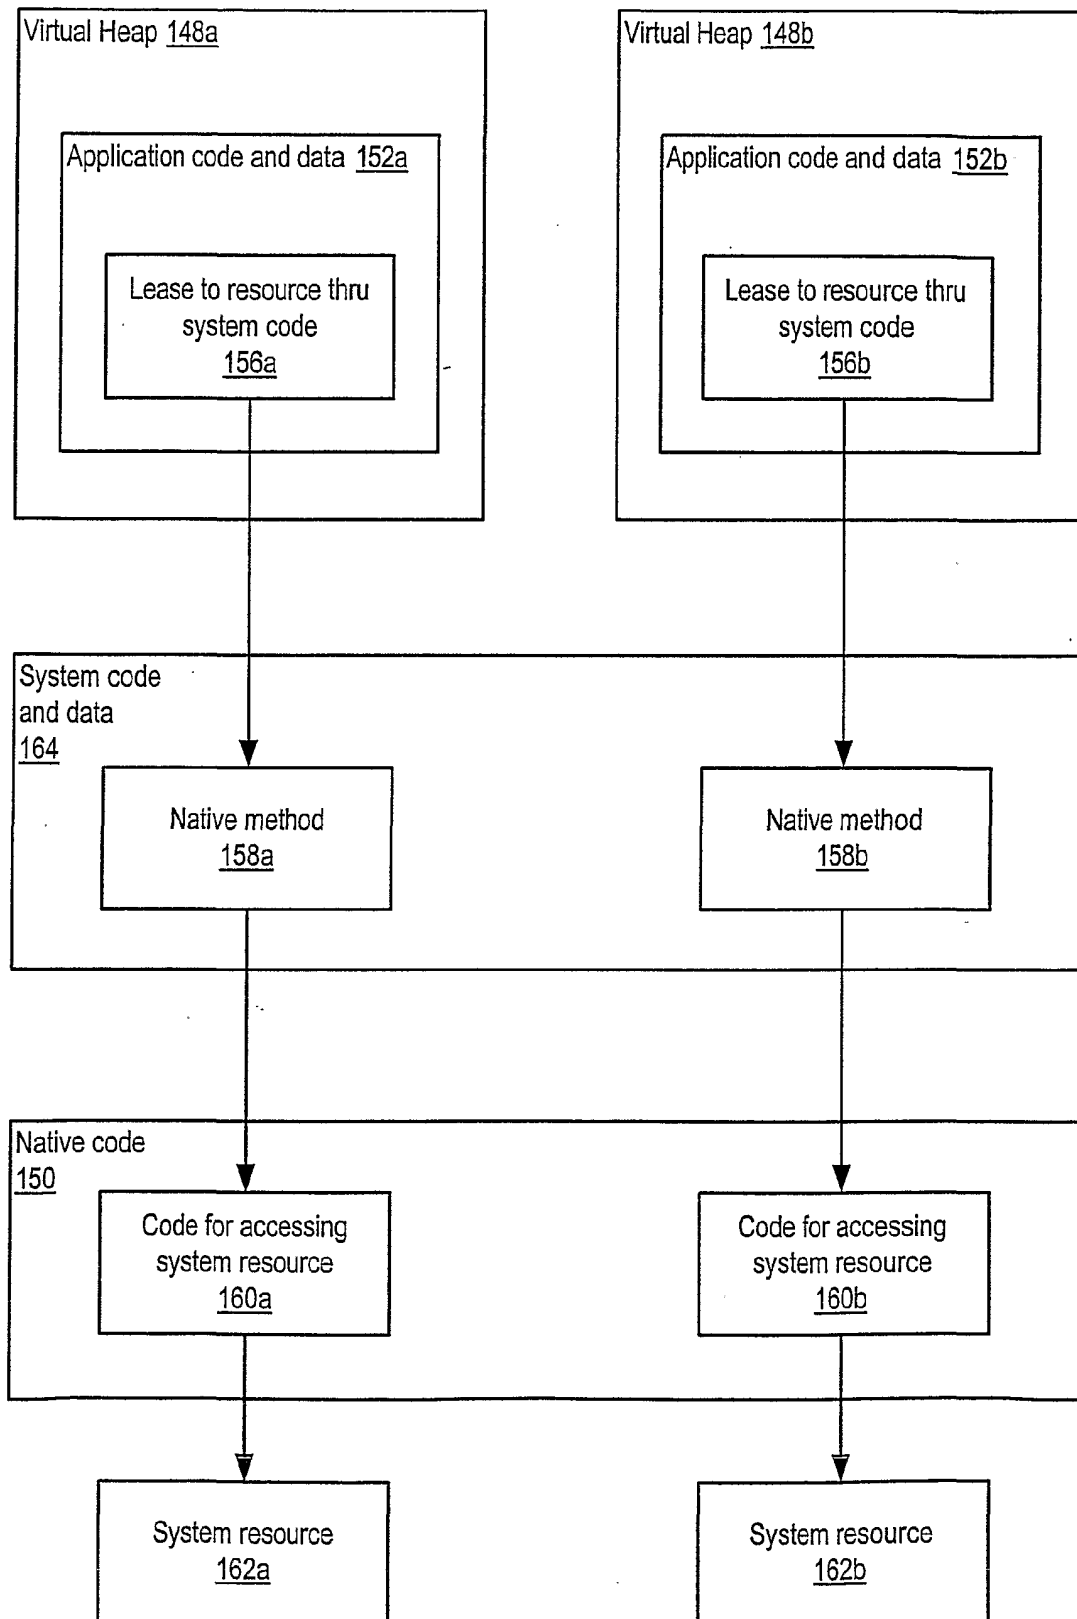 Virtual Heap 148a
Virtual Heap 148b
Application code and data 152a
Application code and data 152b
Lease to resource thru
system code
156a
Lease to resource thru
system code
156b
System code
and data
164
Native method
158a
Native method
158b
Native code
150
Code for accessing
system resource
160a
Code for accessing
system resource
160b
System resource
162a
System resource
162b